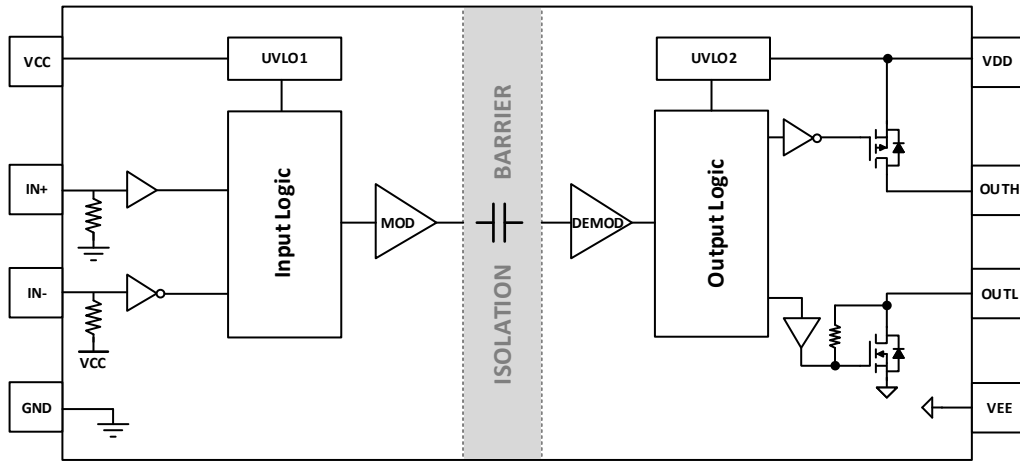 VCC
UVLO1
IN+
IN-
VCC
GND
Input Logic
MOD
ISOLATION BARRIER
DEMOD
UVLO2
Output Logic
VDD
OUTH
OUTL
VEE